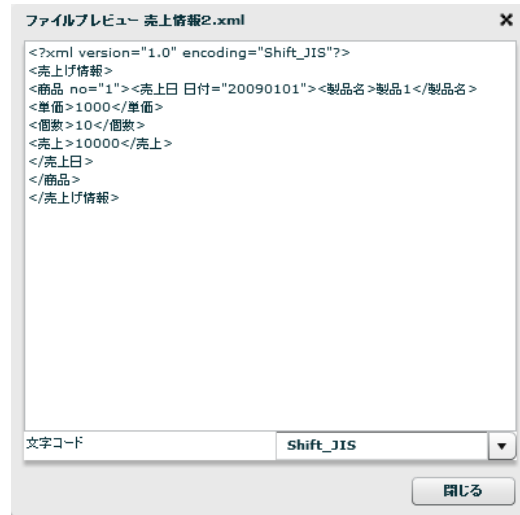 ファイルプレビュー 売上情報2.xml
<?xml version="1.0" encoding="Shift_JIS"?>
<売上げ情報>
<商品 no="1"><売上日 日付="20090101"><製品名>製品1</製品名>
<単価>1000</単価>
<個数>10</個数>
<売上>10000</売上>
</売上日>
</商品>
</売上げ情報>
文字コード
Shift_JIS
閉じる